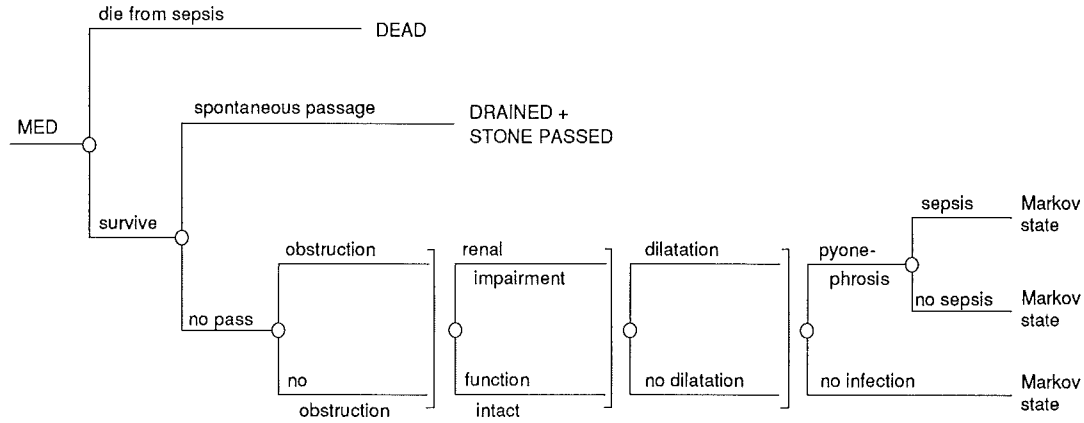 die from sepsis
DEAD
spontaneous passage
DRAINED +
STONE PASSED
MED
survive
sepsis
Markov
state
obstruction
renal
impairment
dilatation
pyone-
phrosis
no sepsis
Markov
state
no pass
no
obstruction
function
intact
no dilatation
no infection
Markov
state